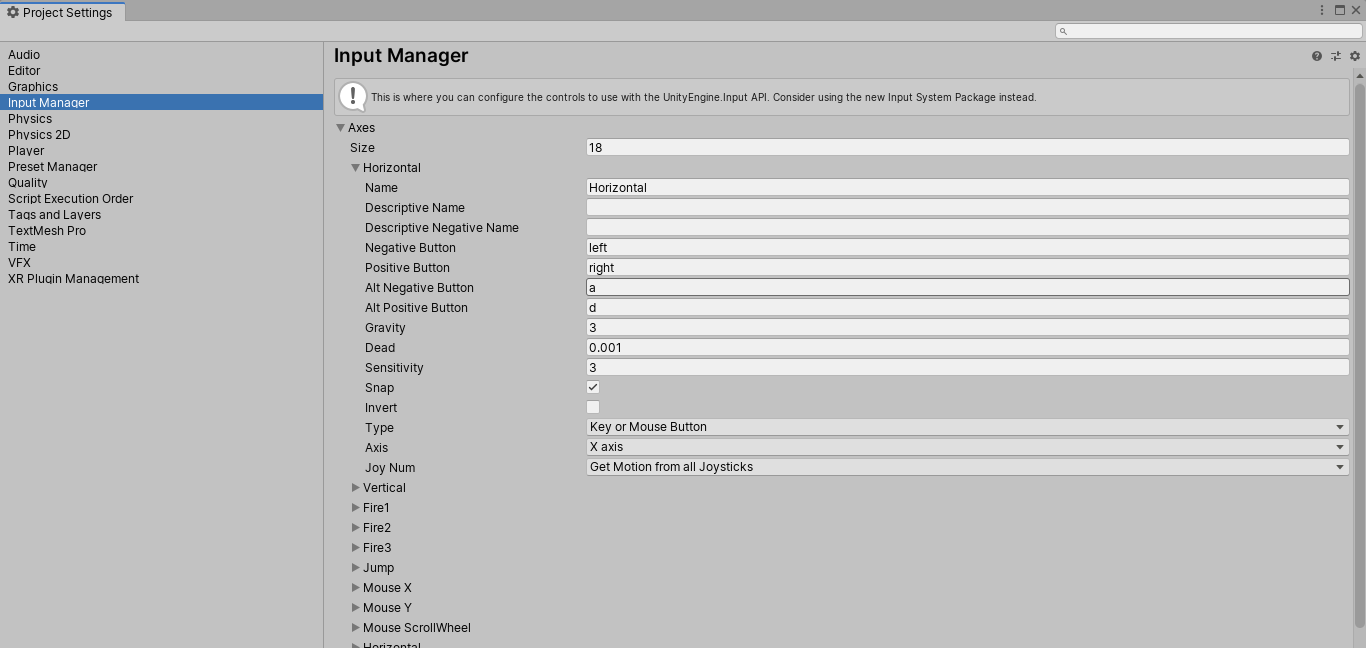 Project Settings
Audio
Editor
Graphics
Input Manager
Physics
Physics 2D
Player
Preset Manager
Quality
Script Execution Order
Tags and Layers
TextMesh Pro
Time
VFX
XR Plugin Management
Input Manager
This is where you can configure the controls to use with the UnityEngine.Input API. Consider using the new Input System Package instead.
Axes
Size 18
Horizontal
Name Horizontal
Descriptive Name
Descriptive Negative Name
Negative Button left
Positive Button right
Alt Negative Button a
Alt Positive Button d
Gravity 3
Dead 0.001
Sensitivity 3
Snap
Invert
Type Key or Mouse Button
Axis X axis
Joy Num Get Motion from all Joysticks
Vertical
Fire1
Fire2
Fire3
Jump
Mouse X
Mouse Y
Mouse ScrollWheel
Horizontal